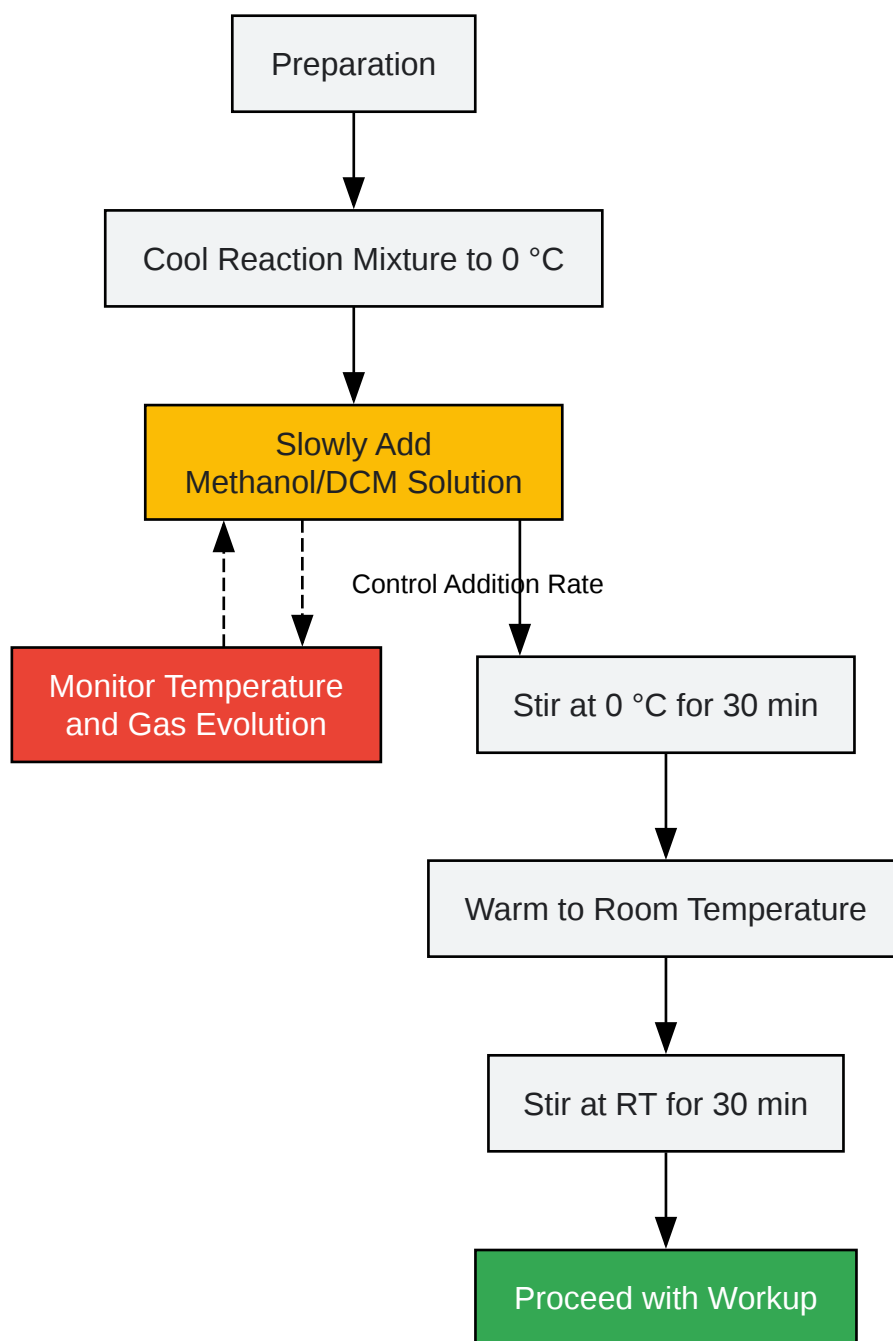 Preparation
Cool Reaction Mixture to 0 °C
Slowly Add
Methanol/DCM Solution
Control Addition Rate
Monitor Temperature
and Gas Evolution
Stir at 0 °C for 30 min
Warm to Room Temperature
Stir at RT for 30 min
Proceed with Workup